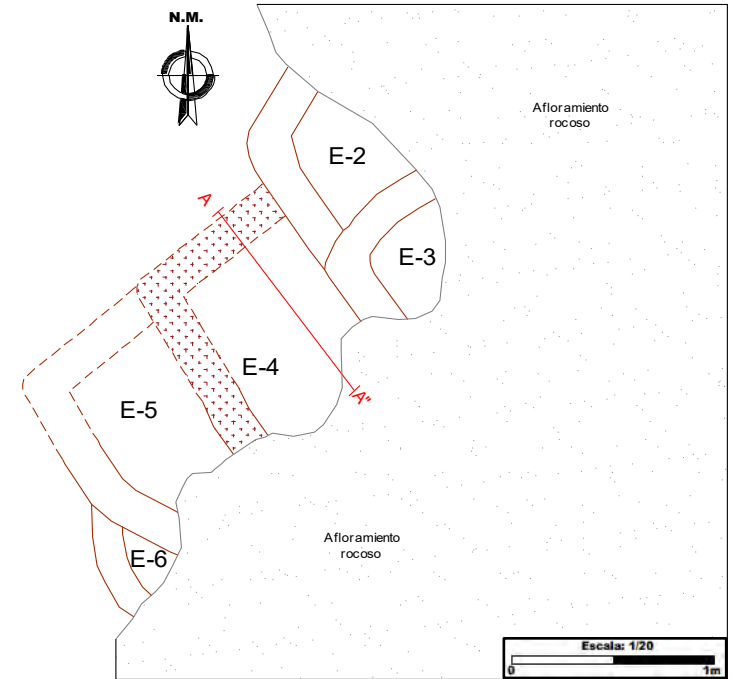 N.M.
Afloramiento
rocoso
E-2
A
E-3
E-4
A"
E-5
Afloramiento
rocoso
E-6
Escala: 1/20
0 1m